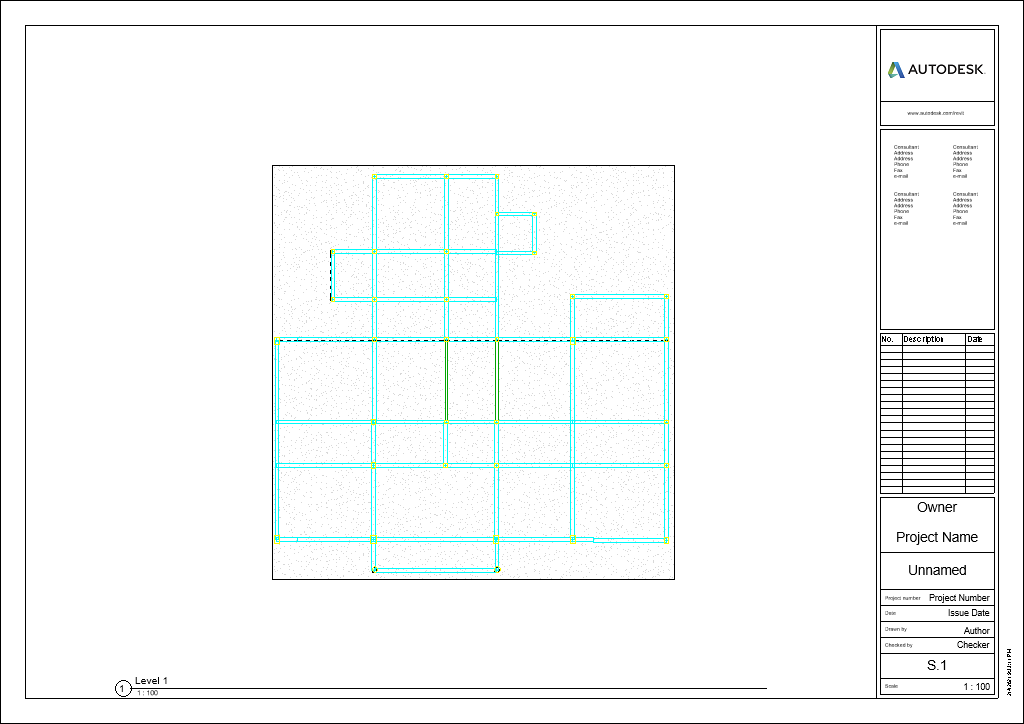 AUTODESK.
www.autodesk.com/revit
Consultant
Address
Address
Phone
Fax
e-mail
Consultant
Address
Address
Phone
Fax
e-mail
Consultant
Address
Address
Phone
Fax
e-mail
Consultant
Address
Address
Phone
Fax
e-mail
No. Description Date
Owner
Project Name
Unnamed
Project number Project Number
Date Issue Date
Drawn by Author
Checked by Checker
S.1
Scale 1 : 100
1 Level 1
1 : 100